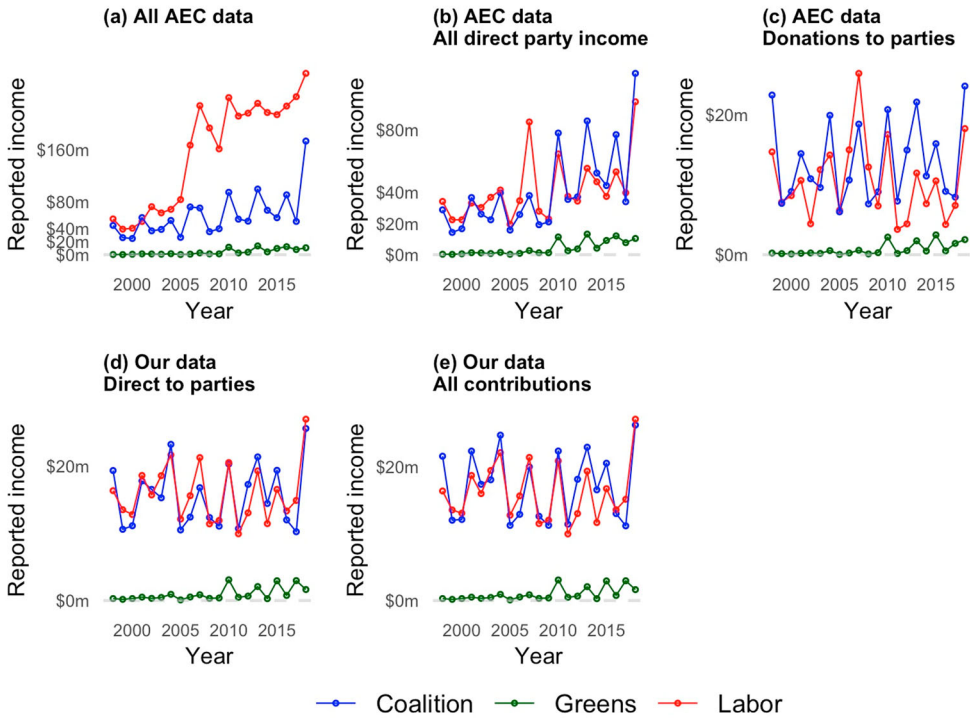 (a) All AEC data
Reported income
$160m
$80m
$40m
$20m
$0m
2000 2005 2010 2015
Year
(b) AEC data
All direct party income
Reported income
$80m
$40m
$20m
$0m
2000 2005 2010 2015
Year
(c) AEC data
Donations to parties
Reported income
$20m
$0m
2000 2005 2010 2015
Year
(d) Our data
Direct to parties
Reported income
$20m
$0m
2000 2005 2010 2015
Year
(e) Our data
All contributions
Reported income
$20m
$0m
2000 2005 2010 2015
Year
Coalition Greens Labor